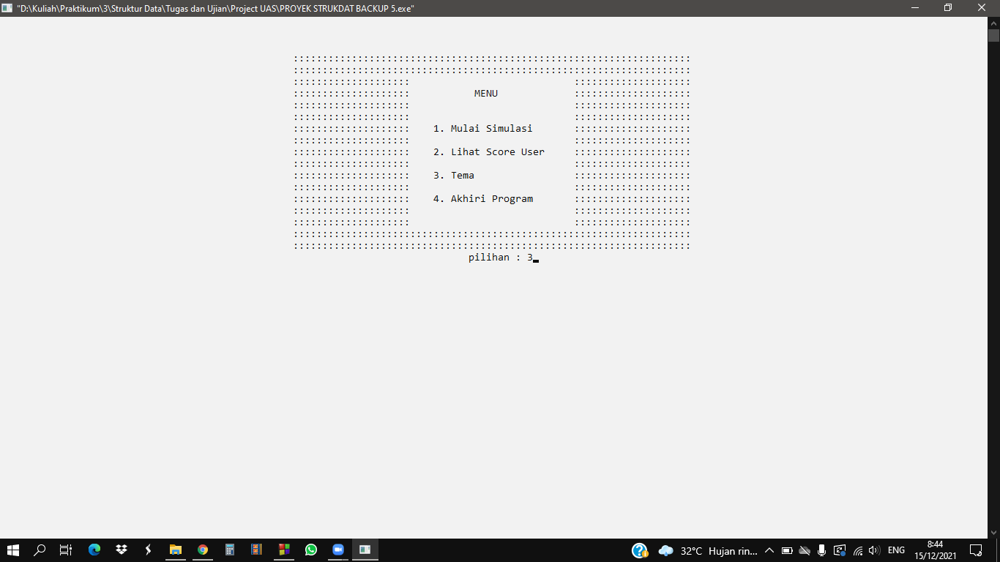 "D:\Kuliah\Praktikum\3\Struktur Data\Tugas dan Ujian\Project UAS\PROYEK STRUKDAT BACKUP 5.exe"
MENU
1. Mulai Simulasi
2. Lihat Score User
3. Tema
4. Akhiri Program
pilihan : 3
32°C Hujan rin...
ENG
8:44
15/12/2021